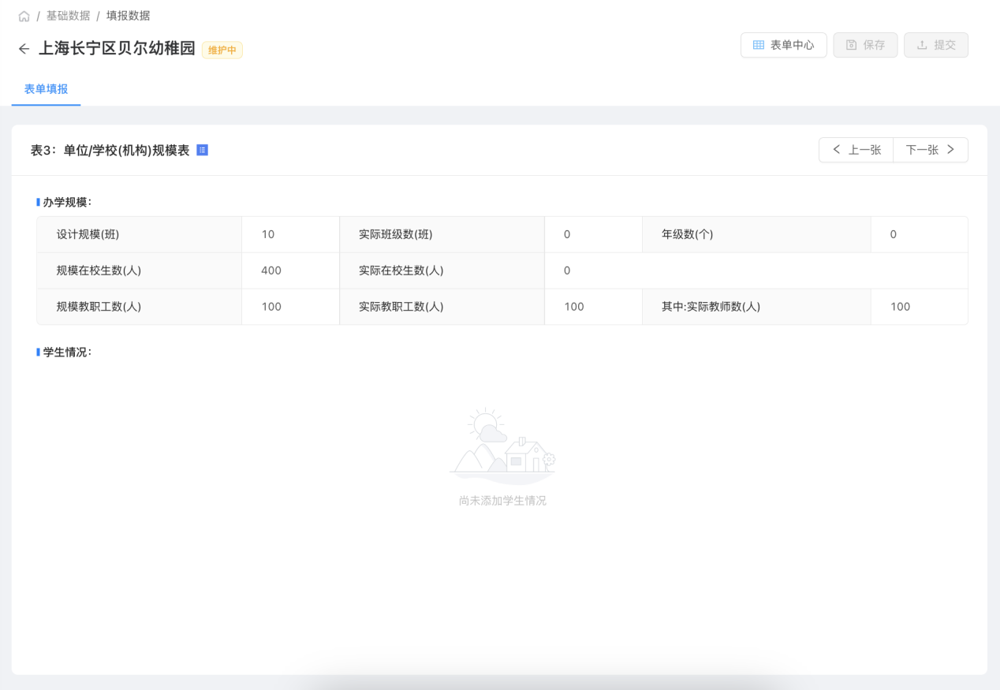 / 基础数据 / 填报数据
上海长宁区贝尔幼稚园 维护中
表单中心 保存 提交
表单填报
表3：单位/学校(机构)规模表
上一张 下一张
办学规模：
设计规模(班) 10 实际班级数(班) 0 年级数(个) 0
规模在校生数(人) 400 实际在校生数(人) 0
规模教职工数(人) 100 实际教职工数(人) 100 其中:实际教师数(人) 100
学生情况：
尚未添加学生情况